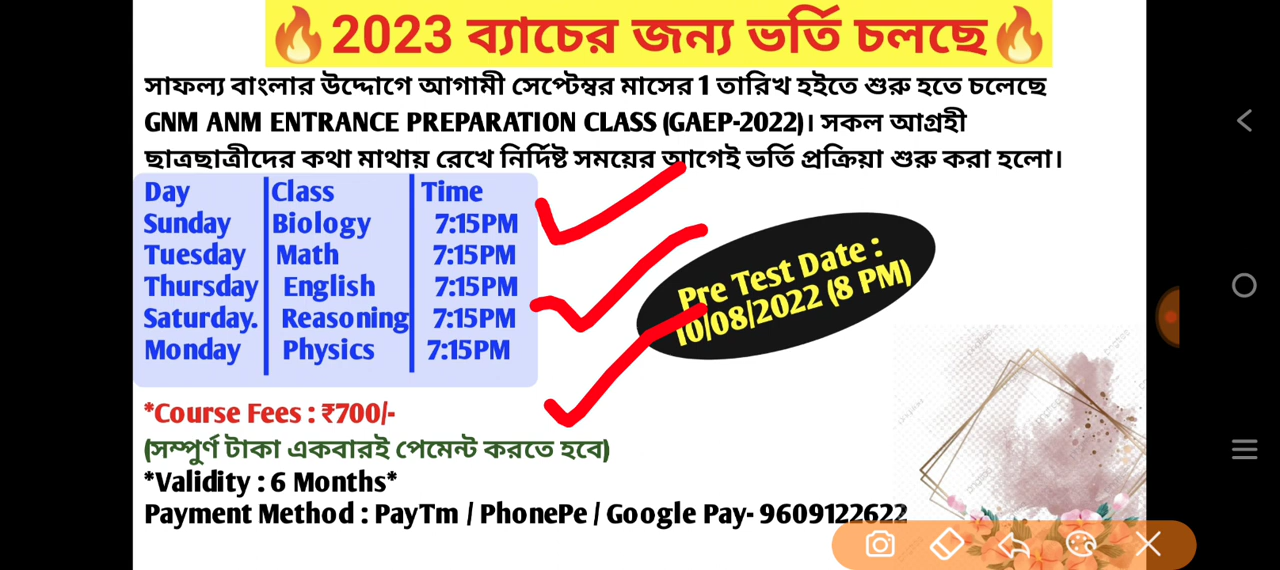 🔥2023 ব্যাচের জন্য ভর্তি চলছে🔥
সাফল্য বাংলার উদ্দোগে আগামী সেপ্টেম্বর মাসের 1 তারিখ হইতে শুরু হতে চলেছে
GNM ANM ENTRANCE PREPARATION CLASS (GAEP-2022)। সকল আগ্রহী
ছাত্রছাত্রীদের কথা মাথায় রেখে নির্দিষ্ট সময়ের আগেই ভর্তি প্রক্রিয়া শুরু করা হলো।
Day Class Time
Sunday Biology 7:15PM
Tuesday Math 7:15PM
Thursday English 7:15PM
Saturday. Reasoning 7:15PM
Monday Physics 7:15PM
Pre Test Date :
10/08/2022 (8 PM)
*Course Fees : ₹700/-
(সম্পুর্ণ টাকা একবারই পেমেন্ট করতে হবে)
*Validity : 6 Months*
Payment Method : PayTm / PhonePe / Google Pay- 9609122622